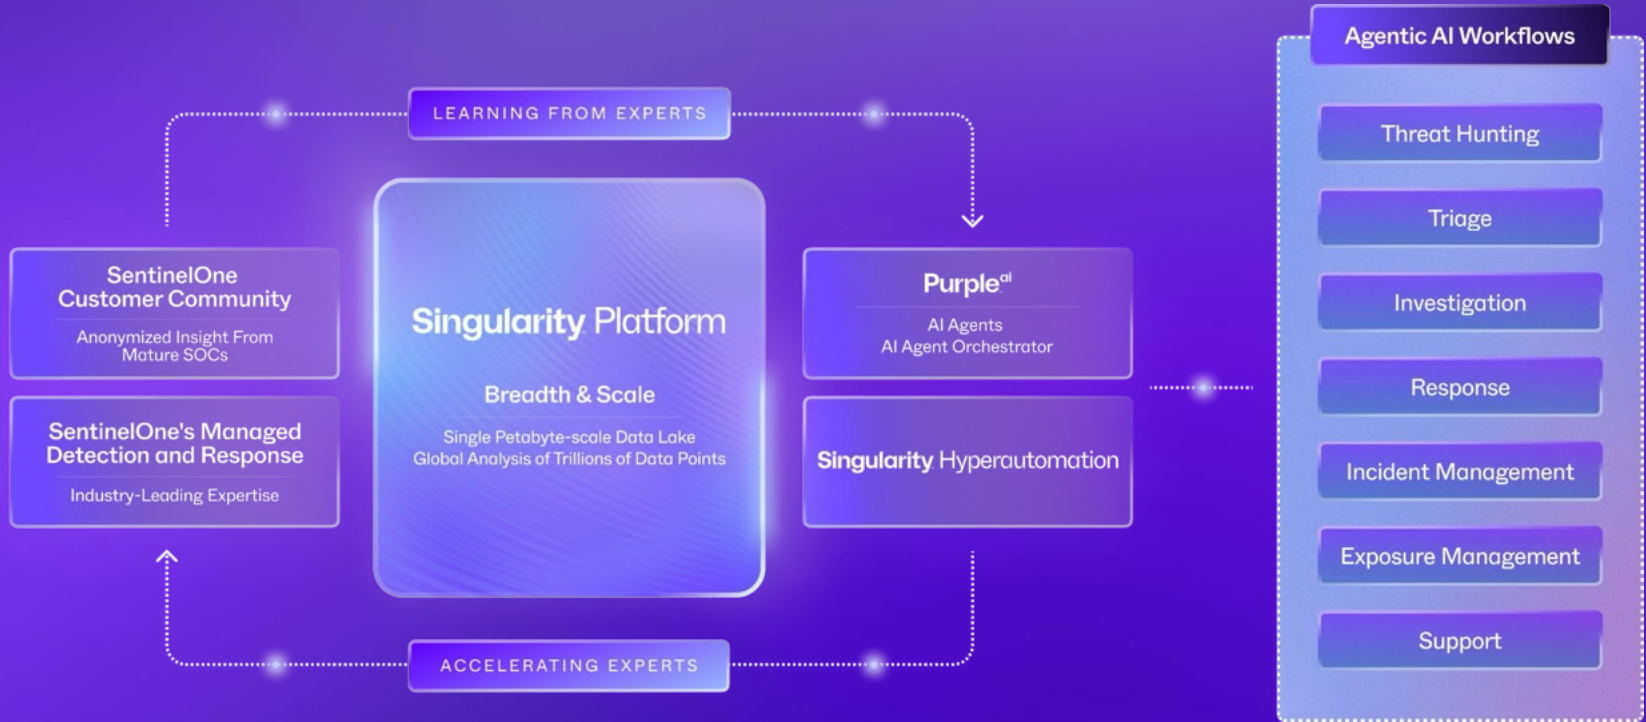 LEARNING FROM EXPERTS
SentinelOne
Customer Community
Anonymized Insight From
Mature SOCs
SentinelOne's Managed
Detection and Response
Industry-Leading Expertise
Singularity Platform
Breadth & Scale
Single Petabyte-scale Data Lake
Global Analysis of Trillions of Data Points
Purple ai
AI Agents
AI Agent Orchestrator
Singularity Hyperautomation
ACCELERATING EXPERTS
Agentic AI Workflows
Threat Hunting
Triage
Investigation
Response
Incident Management
Exposure Management
Support